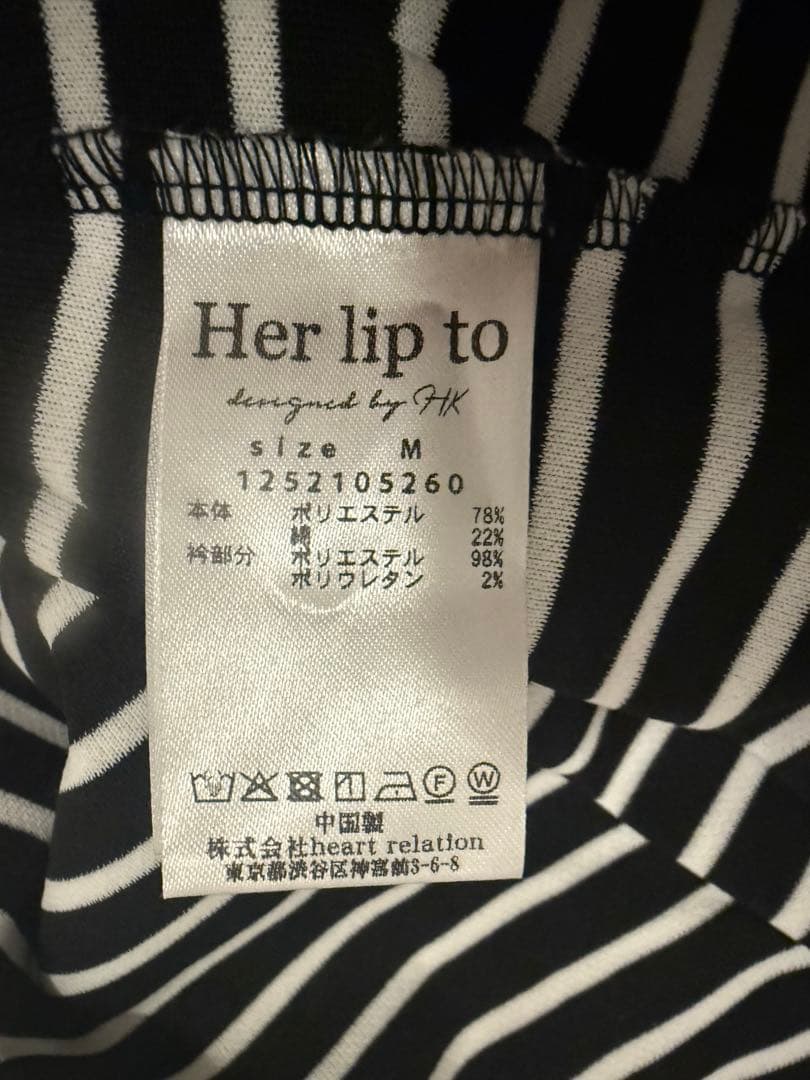 Her lip to
designed by HK
size M
1252105260
本体 ポリエステル 78%
綿 22%
衿部分 ポリエステル 98%
ポリウレタン 2%
F W
中国製
株式会社heart relation
東京都渋谷区神宮前3-6-8